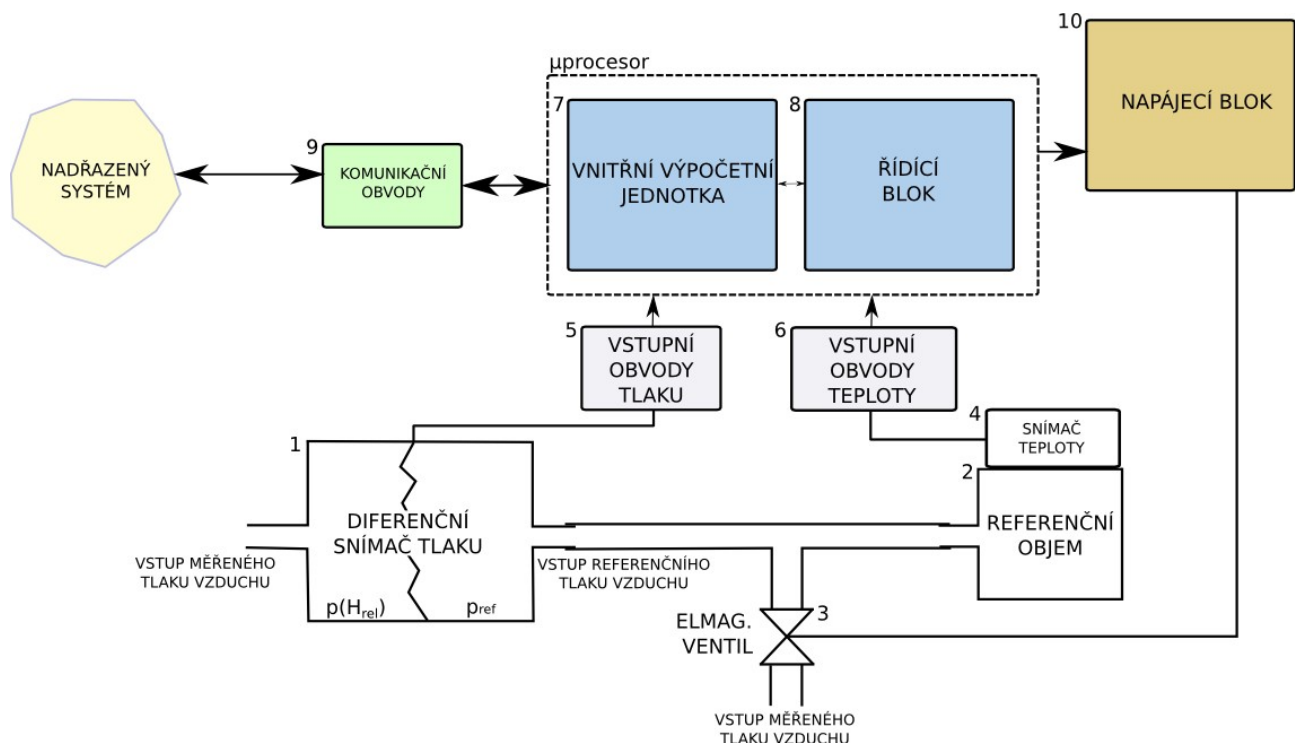 10
NAPÁJECÍ BLOK
µprocesor
7
VNITŘNÍ VÝPOČETNÍ
JEDNOTKA
8
ŘÍDÍCÍ
BLOK
NADŘAZENÝ
SYSTÉM
9
KOMUNIKAČNÍ
OBVODY
5
VSTUPNÍ
OBVODY
TLAKU
6
VSTUPNÍ
OBVODY
TEPLOTY
4
SNÍMAČ
TEPLOTY
1
DIFERENČNÍ
SNÍMAČ TLAKU
2
REFERENČNÍ
OBJEM
VSTUP MĚŘENÉHO
TLAKU VZDUCHU
VSTUP REFERENČNÍHO
TLAKU VZDUCHU
p(Hrel)
pref
3
ELMAG.
VENTIL
VSTUP MĚŘENÉHO
TLAKU VZDUCHU